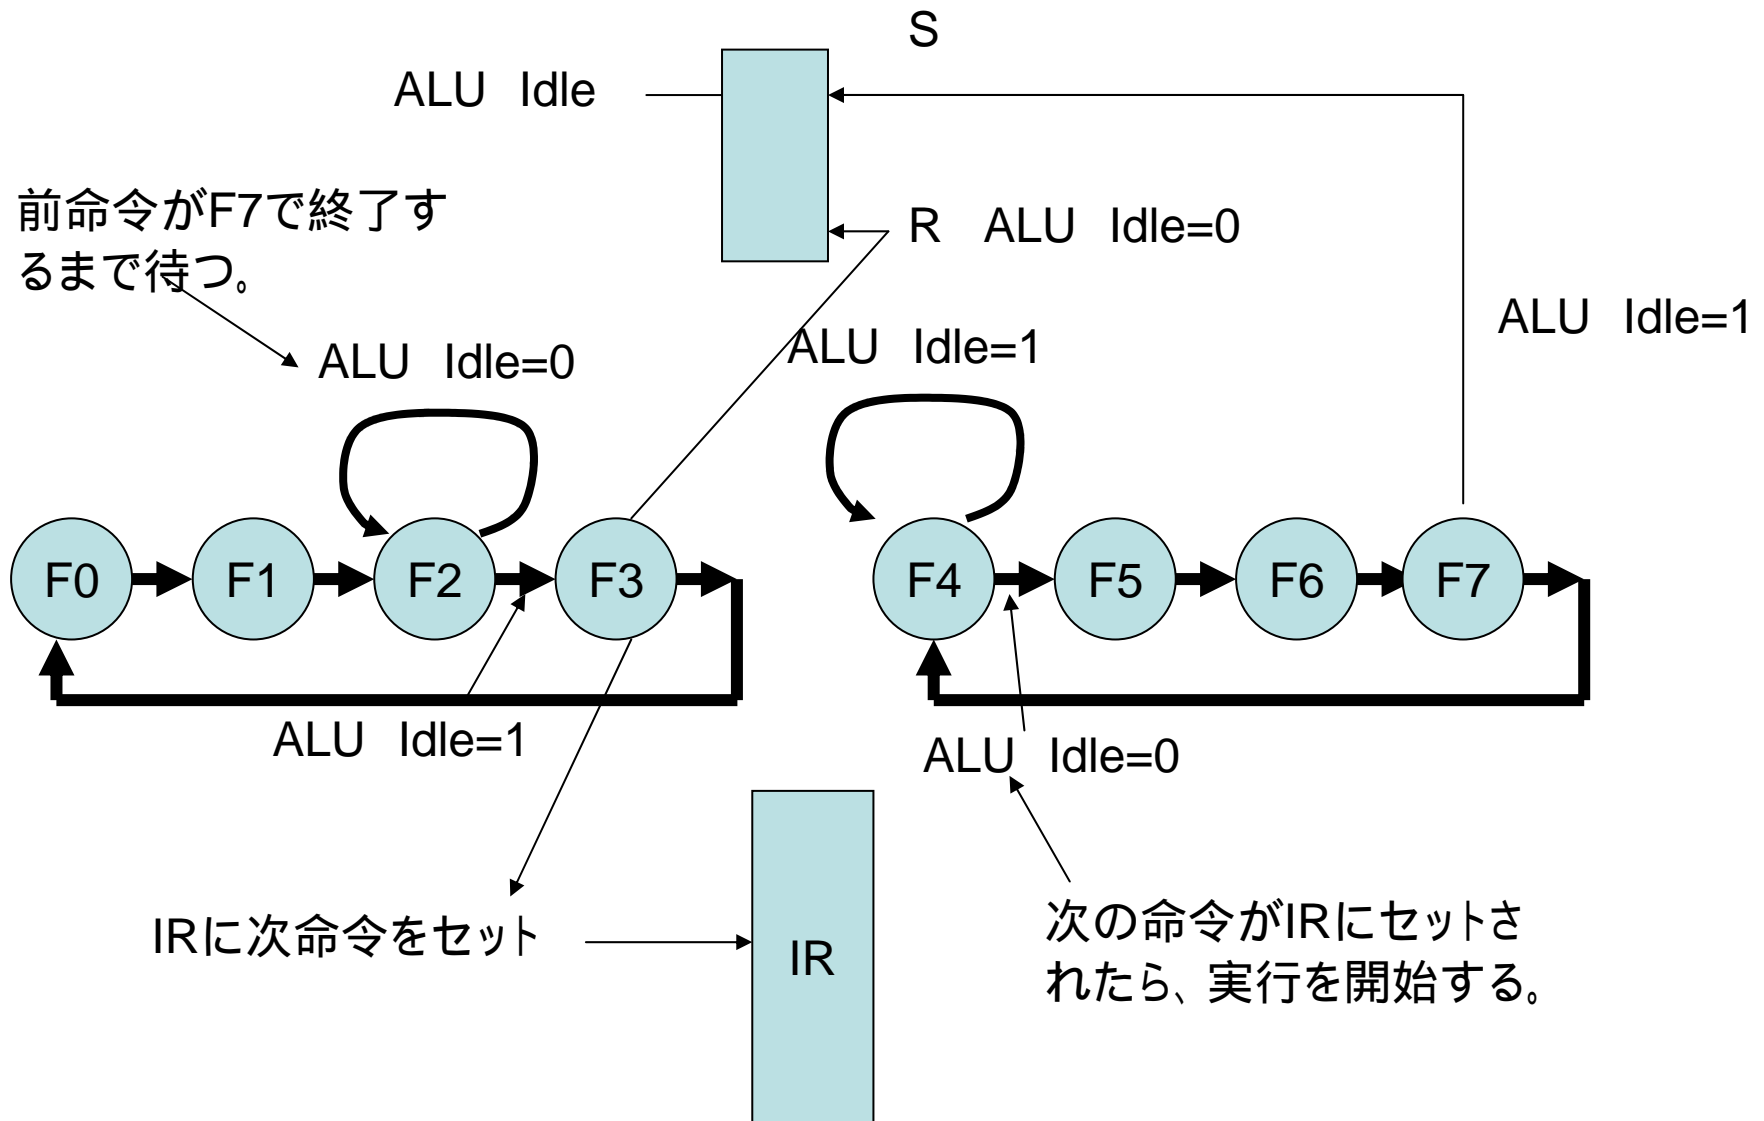 S
ALU Idle
前命令がF7で終了す
るまで待つ。
R ALU Idle=0
ALU Idle=1
ALU Idle=0
ALU Idle=1
F0
F1
F2
F3
F4
F5
F6
F7
ALU Idle=1
ALU Idle=0
IRに次命令をセット
IR
次の命令がIRにセットさ
れたら、実行を開始する。